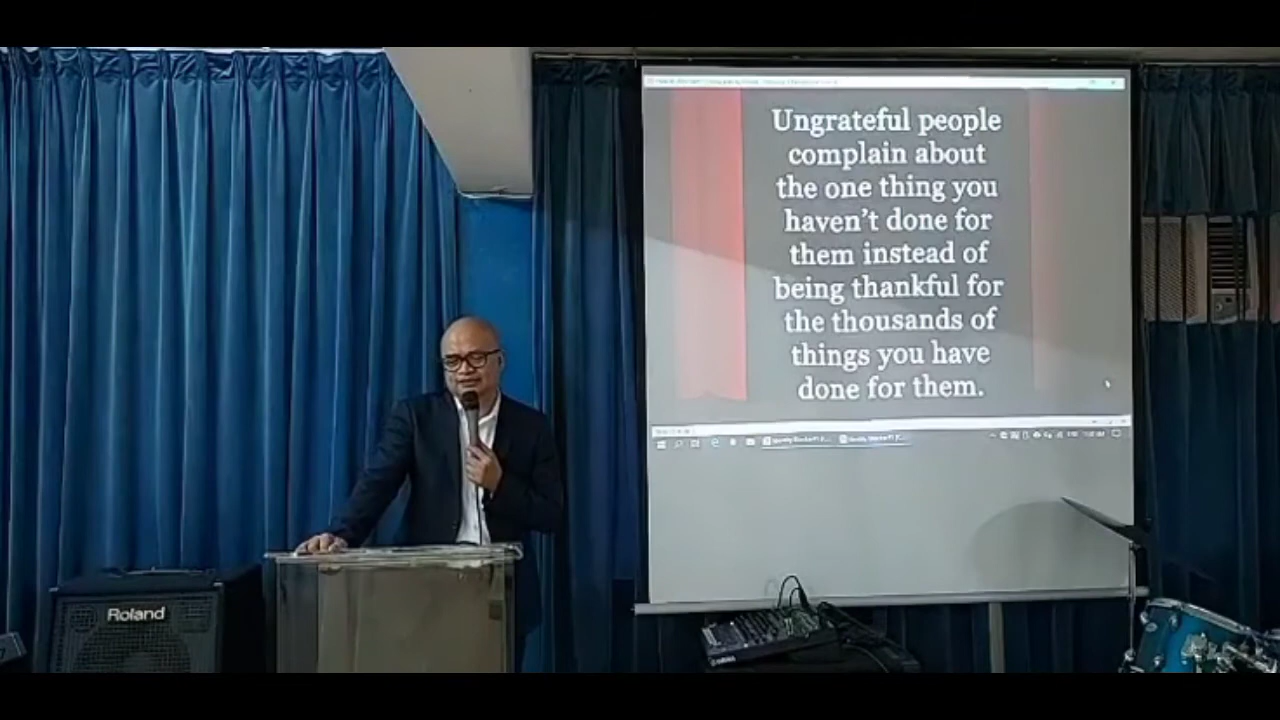 Ungrateful people
complain about
the one thing you
haven't done for
them instead of
being thankful for
the thousands of
things you have
done for them.
Roland
YAMAHA